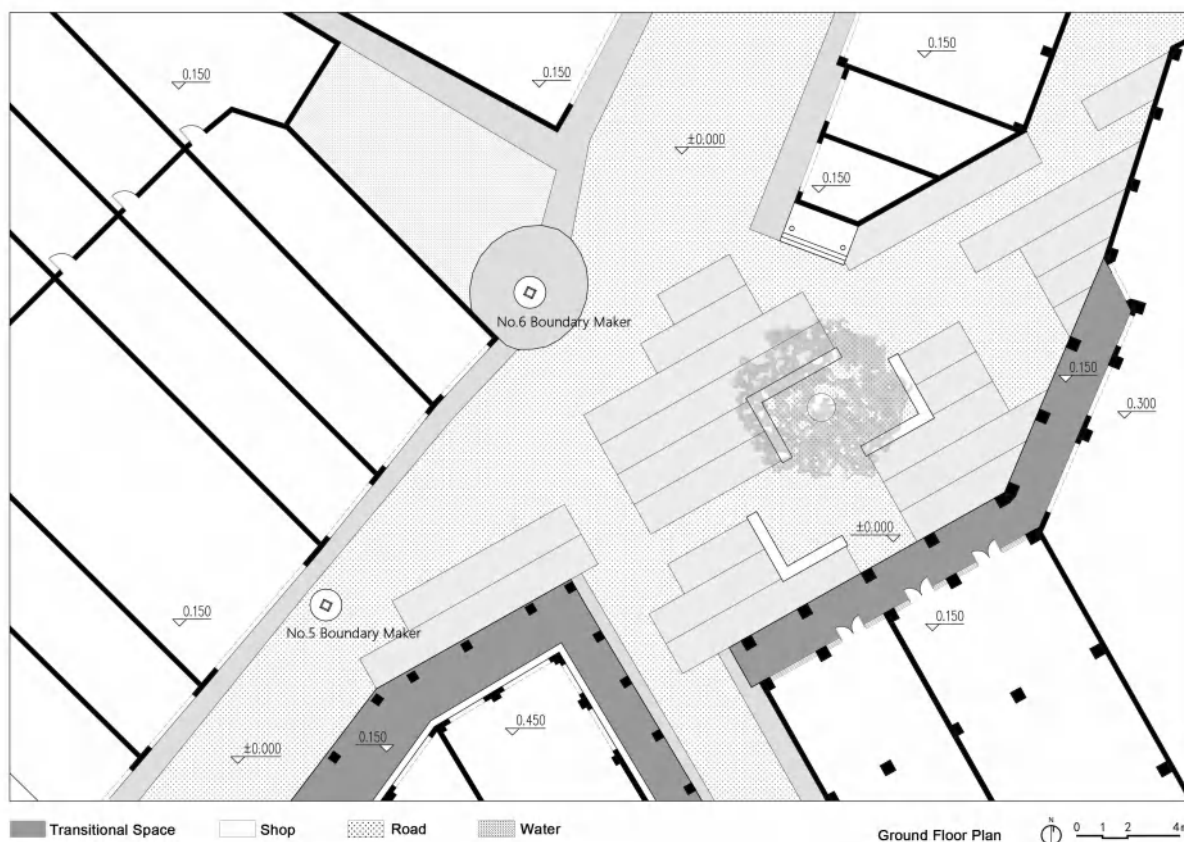 0.150
0.150
0.150
±0.000
0.150
No.6 Boundary Maker
0.150
0.300
±0.000
0.150
No.5 Boundary Maker
0.150
0.450
0.150
±0.000
Transitional Space
Shop
Road
Water
Ground Floor Plan
N
0 1 2 4m